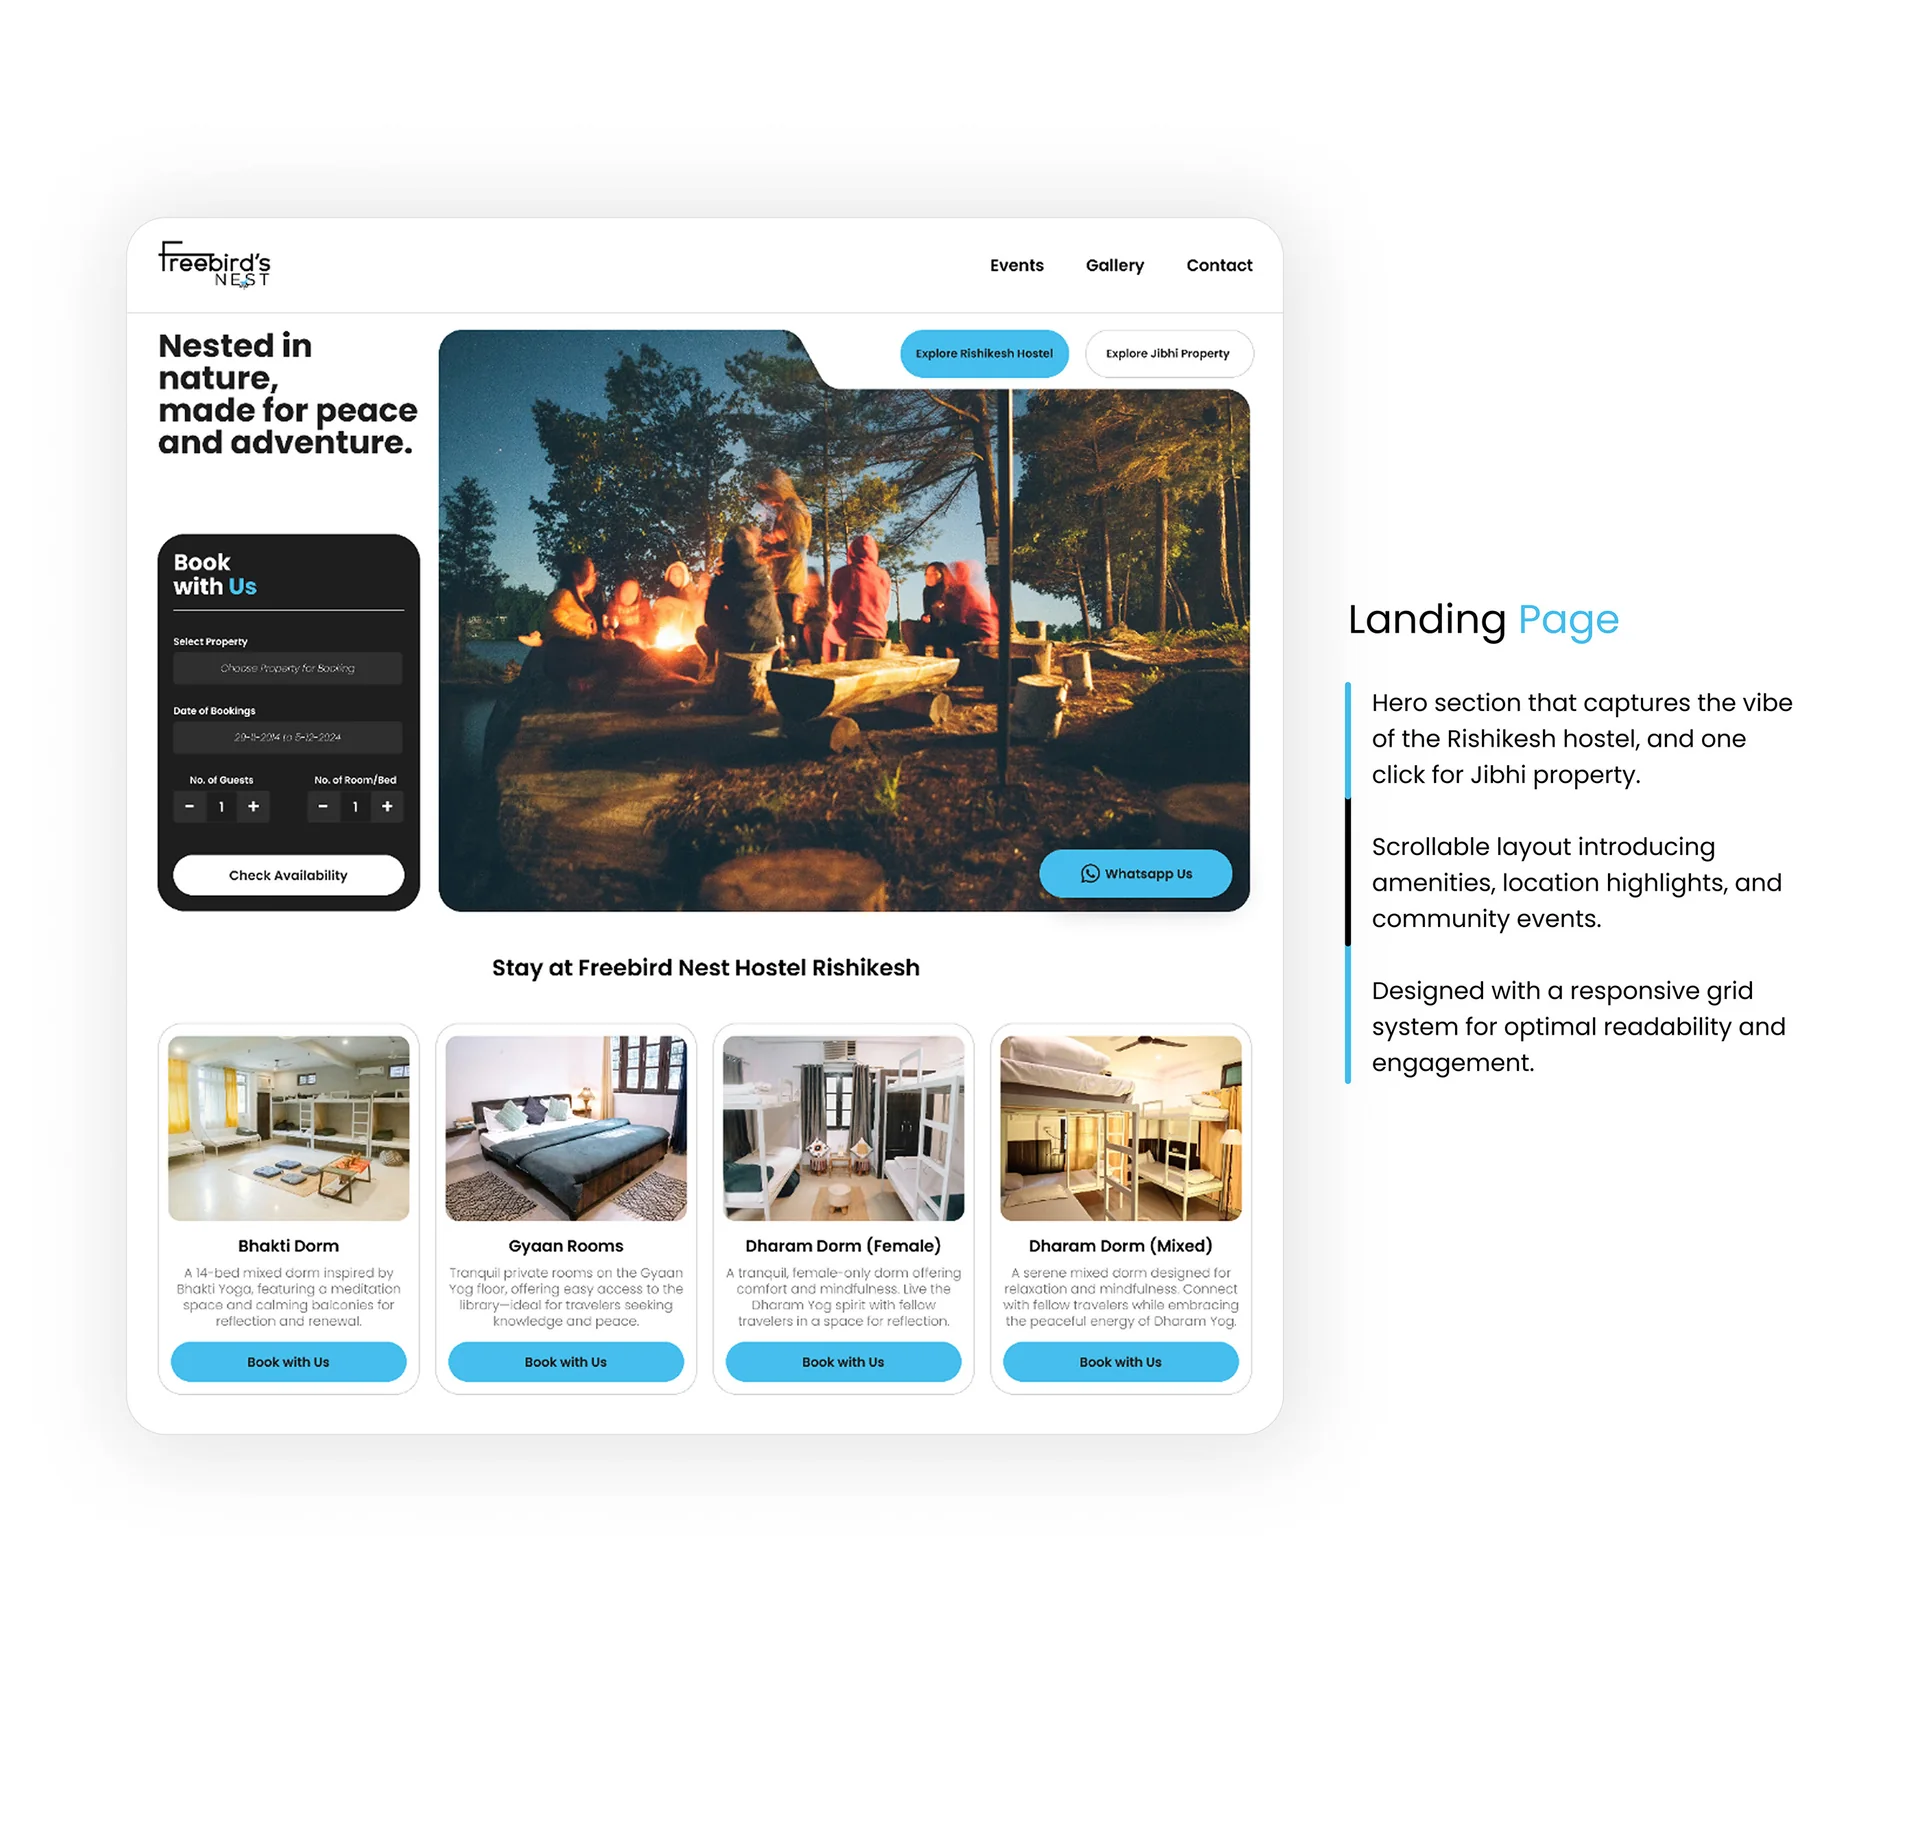 Freebird's
NEST
Events
Gallery
Contact
Nested in
nature,
made for peace
and adventure.
Explore Rishikesh Hostel
Explore Jibhi Property
Book
with Us
Select Property
Choose Property for Booking
Date of Bookings
29-11-2014 to 5-12-2024
No. of Guests
No. of Room/Bed
− 1 +
− 1 +
Check Availability
Whatsapp Us
Stay at Freebird Nest Hostel Rishikesh
Bhakti Dorm
A 14-bed mixed dorm inspired by
Bhakti Yoga, featuring a meditation
space and calming balconies for
reflection and renewal.
Book with Us
Gyaan Rooms
Tranquil private rooms on the Gyaan
Yog floor, offering easy access to the
library—ideal for travelers seeking
knowledge and peace.
Book with Us
Dharam Dorm (Female)
A tranquil, female-only dorm offering
comfort and mindfulness. Live the
Dharam Yog spirit with fellow
travelers in a space for reflection.
Book with Us
Dharam Dorm (Mixed)
A serene mixed dorm designed for
relaxation and mindfulness. Connect
with fellow travelers while embracing
the peaceful energy of Dharam Yog.
Book with Us
Landing Page
Hero section that captures the vibe
of the Rishikesh hostel, and one
click for Jibhi property.
Scrollable layout introducing
amenities, location highlights, and
community events.
Designed with a responsive grid
system for optimal readability and
engagement.